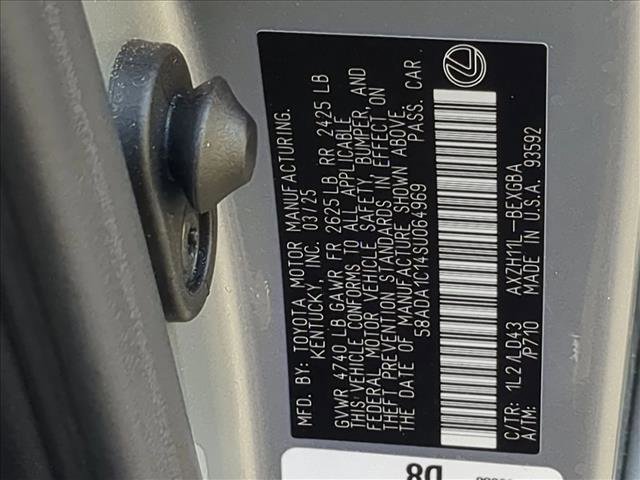 MFD. BY: TOYOTA MOTOR MANUFACTURING.
KENTUCKY, INC. 03/25
GVWR 4740 LB GAWR FR 2625 LB RR 2425 LB
THIS VEHICLE CONFORMS TO ALL APPLICABLE
FEDERAL MOTOR VEHICLE SAFETY, BUMPER, AND
THEFT PREVENTION STANDARDS IN EFFECT ON
THE DATE OF MANUFACTURE SHOWN ABOVE.
58ADA1C14SU064969 PASS. CAR
C/TR: 1L2 /LD43 AXZH11L-BEXGBA
A/TM: /P710 MADE IN U.S.A. 93592
D8